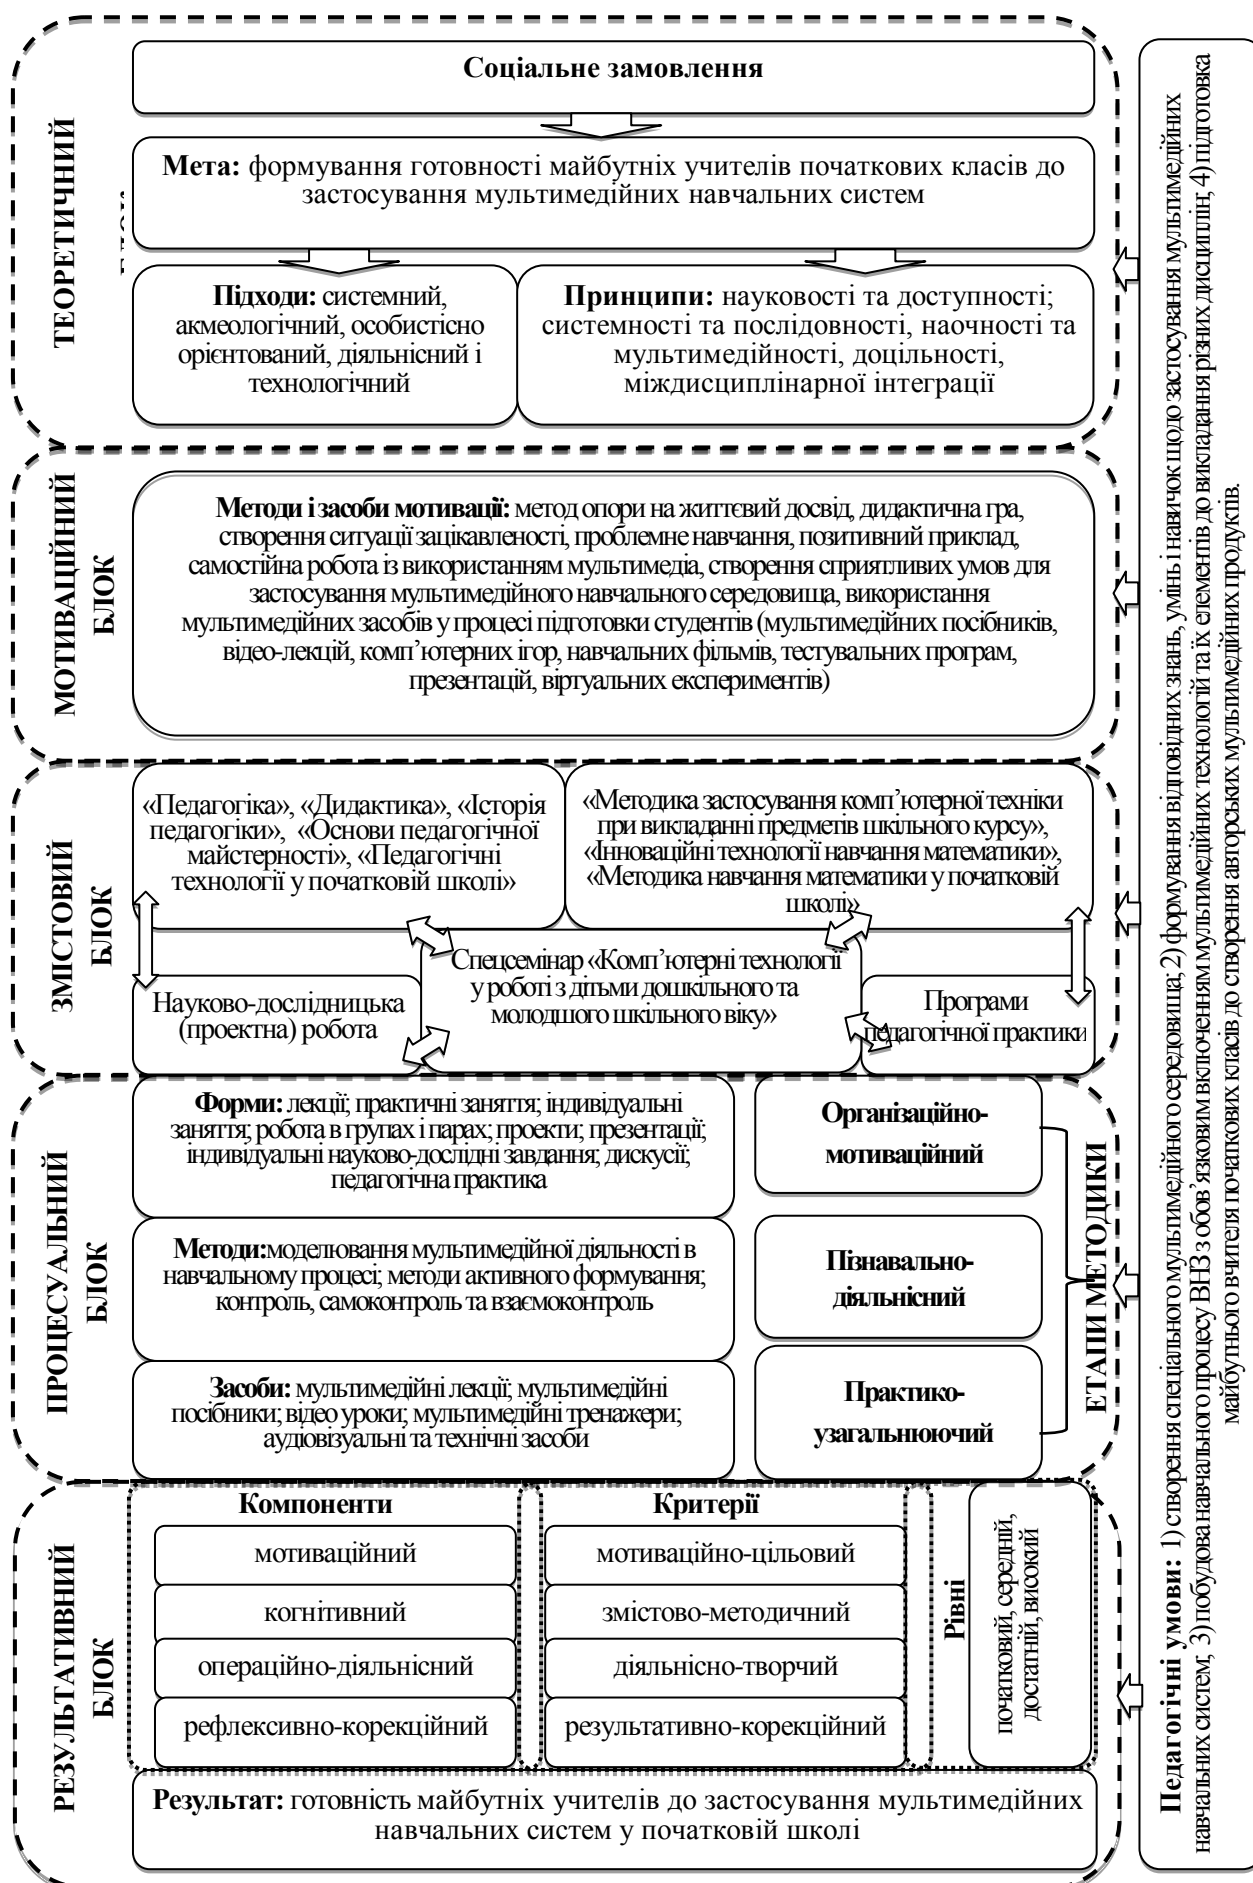 ТЕОРЕТИЧНИЙ
Соціальне замовлення
Мета: формування готовності майбутніх учителів початкових класів до
застосування мультимедійних навчальних систем
Підходи: системний,
акмеологічний, особистісно
орієнтований, діяльнісний і
технологічний
Принципи: науковості та доступності;
системності та послідовності, наочності та
мультимедійності, доцільності,
міждисциплінарної інтеграції
МОТИВАЦІЙНИЙ
БЛОК
Методи і засоби мотивації: метод опори на життєвий досвід, дидактична гра,
створення ситуації зацікавленості, проблемне навчання, позитивний приклад,
самостійна робота із використанням мультимедіа, створення сприятливих умов для
застосування мультимедійного навчального середовища, використання
мультимедійних засобів у процесі підготовки студентів (мультимедійних посібників,
відео-лекцій, комп’ютерних ігор, навчальних фільмів, тестувальних програм,
презентацій, віртуальних експериментів)
ЗМІСТОВИЙ
БЛОК
«Педагогіка», «Дидактика», «Історія
педагогіки», «Основи педагогічної
майстерності», «Педагогічні
технології у початковій школі»
«Методика застосування комп’ютерної техніки
при викладанні предметів шкільного курсу»,
«Інноваційні технології навчання математики»,
«Методика навчання математики у початковій
школі»
Науково-дослідницька
(проектна) робота
Спецсемінар «Комп’ютерні технології
у роботі з дітьми дошкільного та
молодшого шкільного віку»
Програми
педагогічної практики
ПРОЦЕСУАЛЬНИЙ
БЛОК
Форми: лекції; практичні заняття; індивідуальні
заняття; робота в групах і парах; проекти; презентації;
індивідуальні науково-дослідні завдання; дискусії;
педагогічна практика
Методи:моделювання мультимедійної діяльності в
навчальному процесі; методи активного формування;
контроль, самоконтроль та взаємоконтроль
Засоби: мультимедійні лекції; мультимедійні
посібники; відео уроки; мультимедійні тренажери;
аудіовізуальні та технічні засоби
Організаційно-
мотиваційний
Пізнавально-
діяльнісний
Практико-
узагальнюючий
ЕТАПИ МЕТОДИКИ
РЕЗУЛЬТАТИВНИЙ
БЛОК
Компоненти
мотиваційний
когнітивний
операційно-діяльнісний
рефлексивно-корекційний
Критерії
мотиваційно-цільовий
змістово-методичний
діяльнісно-творчий
результативно-корекційний
Рівні
початковий, середній,
достатній, високий
Результат: готовність майбутніх учителів до застосування мультимедійних
навчальних систем у початковій школі
Педагогічні умови: 1) створення спеціального мультимедійного середовища; 2) формування відповідних знань, умінь і навичок щодо застосування мультимедійних
навчальних систем; 3) побудова навчального процесу ВНЗ з обов’язковим включенням мультимедійних технологій та їх елементів до викладання різних дисциплін; 4) підготовка
майбутнього вчителя початкових класів до створення авторських мультимедійних продуктів.